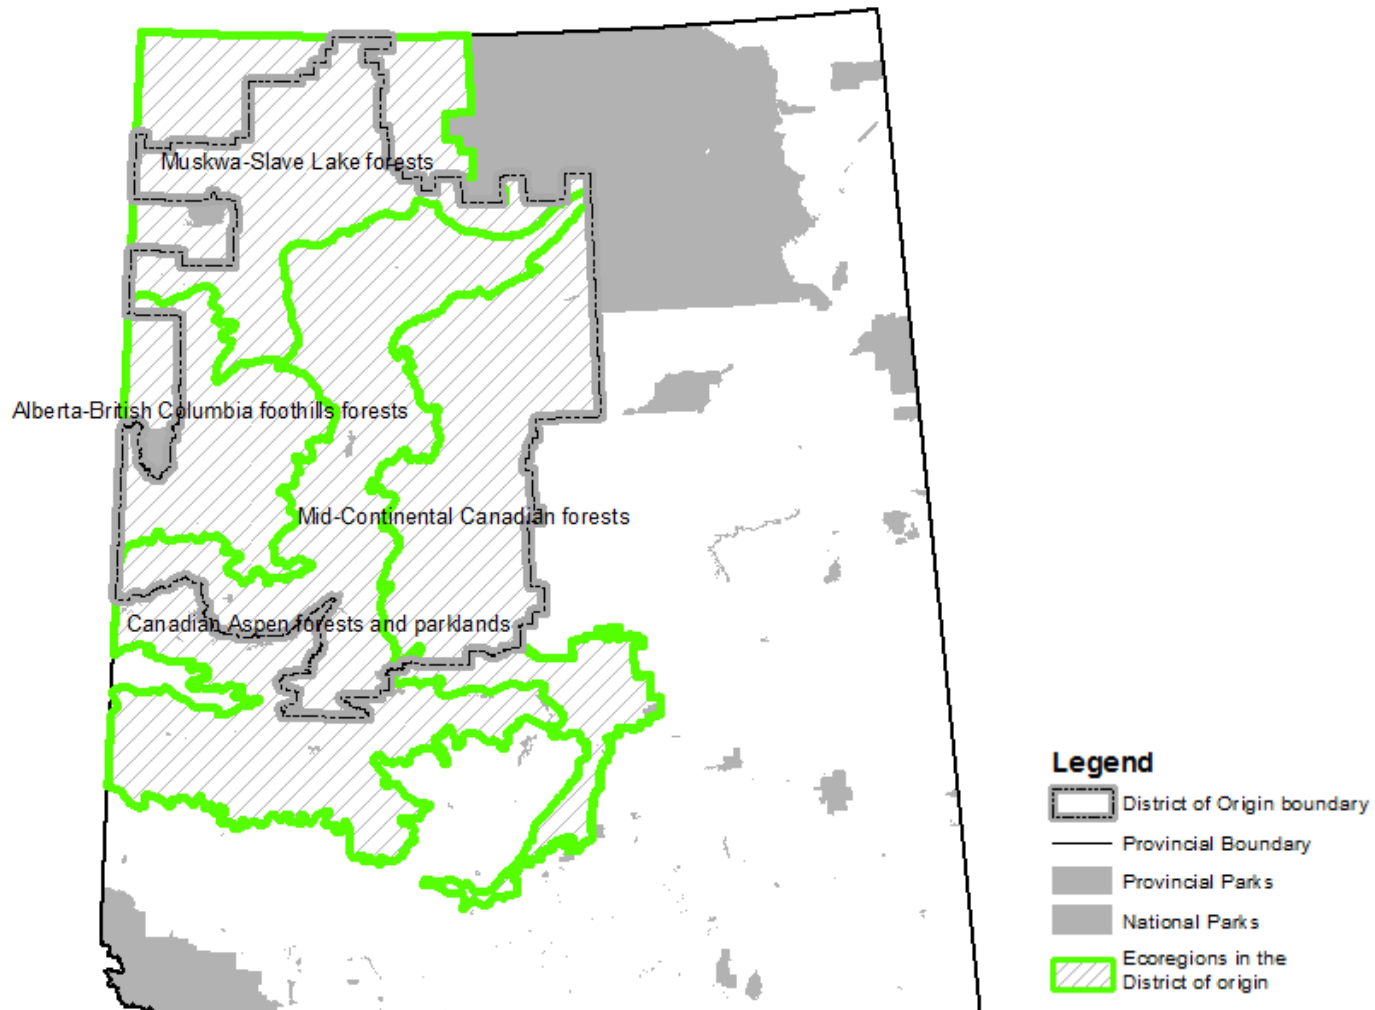 Muskwa-Slave Lake forests
Alberta-British Columbia foothills forests
Mid-Continental Canadian forests
Canadian Aspen forests and parklands
Legend
District of Origin boundary
Provincial Boundary
Provincial Parks
National Parks
Ecoregions in the
District of origin